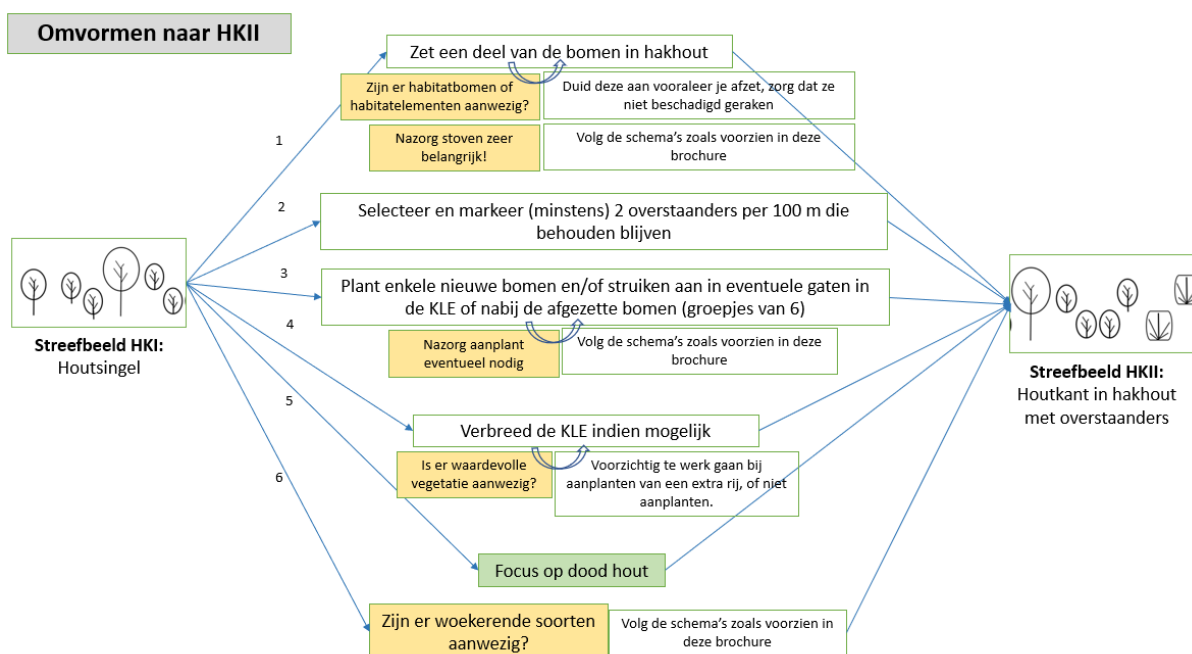 Omvormen naar HKII
Zet een deel van de bomen in hakhout
Zijn er habitatbomen of
habitatelementen aanwezig?
Duid deze aan vooraleer je afzet, zorg dat ze
niet beschadigd geraken
1
Nazorg stoven zeer
belangrijk!
Volg de schema's zoals voorzien in deze
brochure
2
Selecteer en markeer (minstens) 2 overstaanders per 100 m die
behouden blijven
3
Plant enkele nieuwe bomen en/of struiken aan in eventuele gaten in
de KLE of nabij de afgezette bomen (groepjes van 6)
4
Nazorg aanplant
eventueel nodig
Volg de schema's zoals voorzien in deze
brochure
Streefbeeld HKI:
Houtsingel
Streefbeeld HKII:
Houtkant in hakhout
met overstaanders
5
Verbreed de KLE indien mogelijk
Is er waardevolle
vegetatie aanwezig?
Voorzichtig te werk gaan bij
aanplanten van een extra rij, of niet
aanplanten.
6
Focus op dood hout
Zijn er woekerende soorten
aanwezig?
Volg de schema's zoals voorzien in
deze brochure